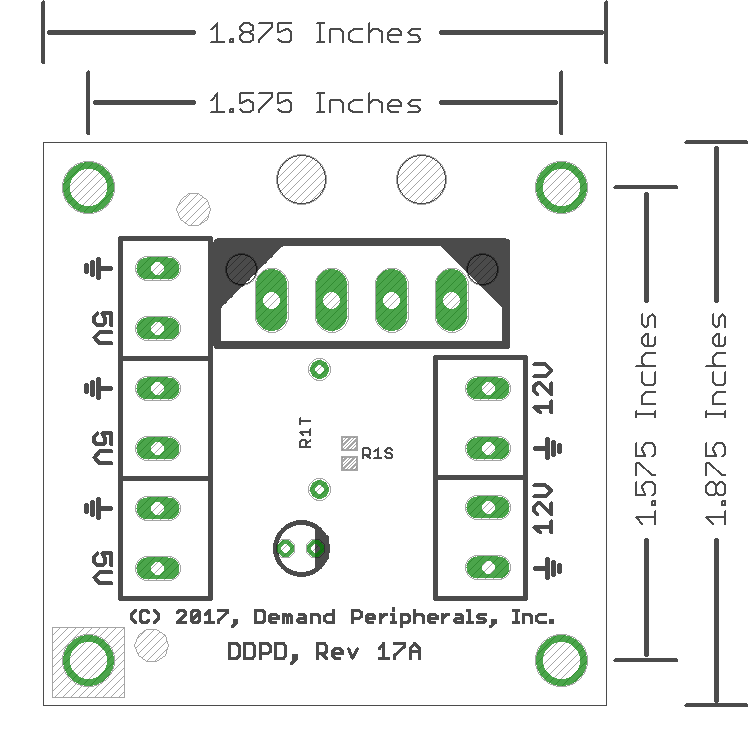 1.875 Inches
1.575 Inches
5V
12V
1.575 Inches
1.875 Inches
R1T
R1S
5V
12V
5V
(C) 2017, Demand Peripherals, Inc.
DDPD, Rev 17A